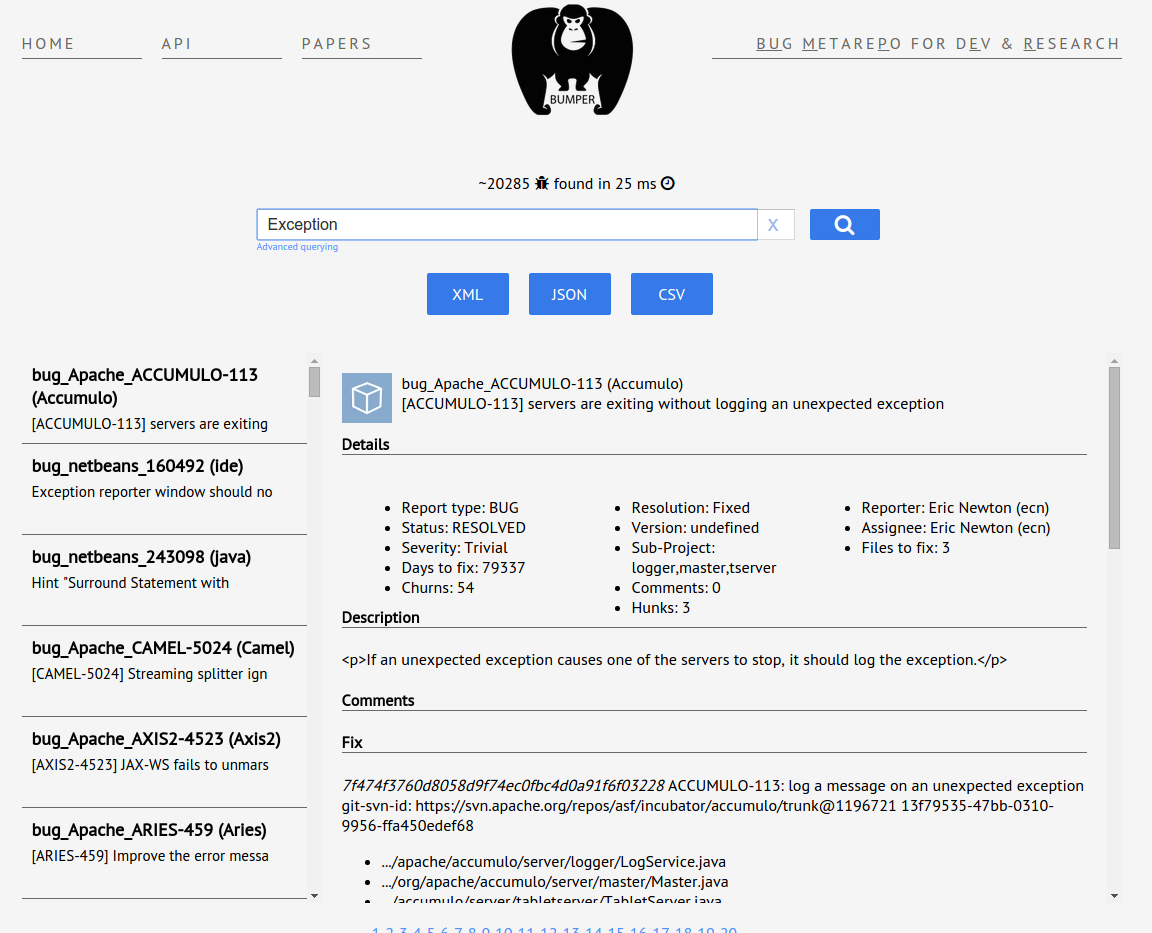 HOME
API
PAPERS
BUMPER
BUG METAREPO FOR DEV & RESEARCH
~20285 found in 25 ms
Exception
X
Advanced querying
XML
JSON
CSV
bug_Apache_ACCUMULO-113
(Accumulo)
[ACCUMULO-113] servers are exiting
bug_netbeans_160492 (ide)
Exception reporter window should no
bug_netbeans_243098 (java)
Hint "Surround Statement with
bug_Apache_CAMEL-5024 (Camel)
[CAMEL-5024] Streaming splitter ign
bug_Apache_AXIS2-4523 (Axis2)
[AXIS2-4523] JAX-WS fails to unmars
bug_Apache_ARIES-459 (Aries)
[ARIES-459] Improve the error messa
bug_Apache_ACCUMULO-113 (Accumulo)
[ACCUMULO-113] servers are exiting without logging an unexpected exception
Details
• Report type: BUG
• Status: RESOLVED
• Severity: Trivial
• Days to fix: 79337
• Churns: 54
• Resolution: Fixed
• Version: undefined
• Sub-Project:
logger,master,tserver
• Comments: 0
• Hunks: 3
• Reporter: Eric Newton (ecn)
• Assignee: Eric Newton (ecn)
• Files to fix: 3
Description
<p>If an unexpected exception causes one of the servers to stop, it should log the exception.</p>
Comments
Fix
7f474f3760d8058d9f74ec0fbc4d0a91f6f03228 ACCUMULO-113: log a message on an unexpected exception
git-svn-id: https://svn.apache.org/repos/asf/incubator/accumulo/trunk@1196721 13f79535-47bb-0310-
9956-ffa450edef68
• .../apache/accumulo/server/logger/LogService.java
• .../org/apache/accumulo/server/master/Master.java
• .../accumulo/server/tabletserver/TabletServer.java
1 2 3 4 5 6 7 8 9 10 11 12 13 14 15 16 17 18 19 20